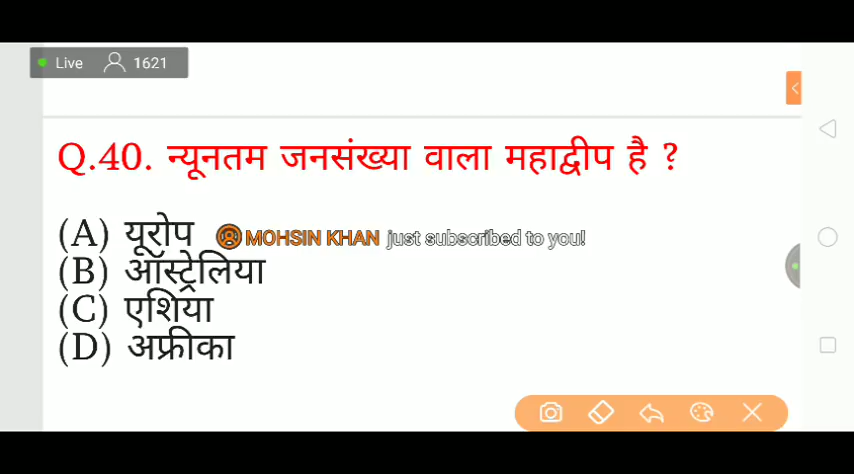 Live 1621
Q.40. न्यूनतम जनसंख्या वाला महाद्वीप है ?
(A) यूरोप
MOHSIN KHAN just subscribed to you!
(B) ऑस्ट्रेलिया
(C) एशिया
(D) अफ्रीका